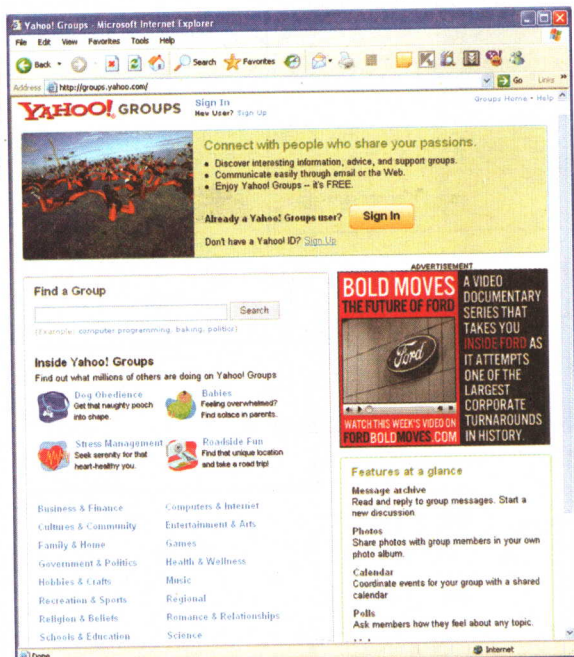 Yahoo! Groups - Microsoft Internet Explorer
File Edit View Favorites Tools Help
Back Search Favorites
Address http://groups.yahoo.com/ Go Links »
YAHOO! GROUPS Sign In
New User? Sign Up
Groups Home - Help
Connect with people who share your passions.
• Discover interesting information, advice, and support groups.
• Communicate easily through email or the Web.
• Enjoy Yahoo! Groups -- it's FREE.
Already a Yahoo! Groups user? Sign In
Don't have a Yahoo! ID? Sign Up
Find a Group
Search
(Example: computer programming, baking, politics)
Inside Yahoo! Groups
Find out what millions of others are doing on Yahoo! Groups
Dog Obedience
Get that naughty pooch
into shape.
Babies
Feeling overwhelmed?
Find solace in parents.
Stress Management
Seek serenity for that
heart-healthy you.
Roadside Fun
Find that unique location
and take a road trip!
Business & Finance
Cultures & Community
Family & Home
Government & Politics
Hobbies & Crafts
Recreation & Sports
Religion & Beliefs
Schools & Education
Computers & Internet
Entertainment & Arts
Games
Health & Wellness
Music
Regional
Romance & Relationships
Science
ADVERTISEMENT
BOLD MOVES
THE FUTURE OF FORD
Ford
WATCH THIS WEEK'S VIDEO ON
FORDBOLDMOVES.COM
A VIDEO
DOCUMENTARY
SERIES THAT
TAKES YOU
INSIDE FORD AS
IT ATTEMPTS
ONE OF THE
LARGEST
CORPORATE
TURNAROUNDS
IN HISTORY.
Features at a glance
Message archive
Read and reply to group messages. Start a
new discussion.
Photos
Share photos with group members in your own
photo album.
Calendar
Coordinate events for your group with a shared
calendar
Polls
Ask members how they feel about any topic.
Done Internet